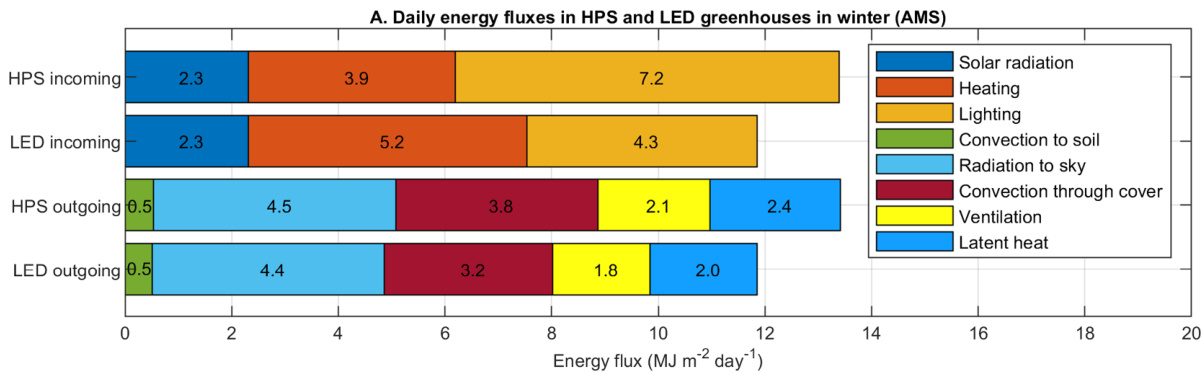 A. Daily energy fluxes in HPS and LED greenhouses in winter (AMS)
HPS incoming
2.3
3.9
7.2
LED incoming
2.3
5.2
4.3
HPS outgoing
0.5
4.5
3.8
2.1
2.4
LED outgoing
0.5
4.4
3.2
1.8
2.0
Solar radiation
Heating
Lighting
Convection to soil
Radiation to sky
Convection through cover
Ventilation
Latent heat
0 2 4 6 8 10 12 14 16 18 20
Energy flux (MJ m⁻² day⁻¹)